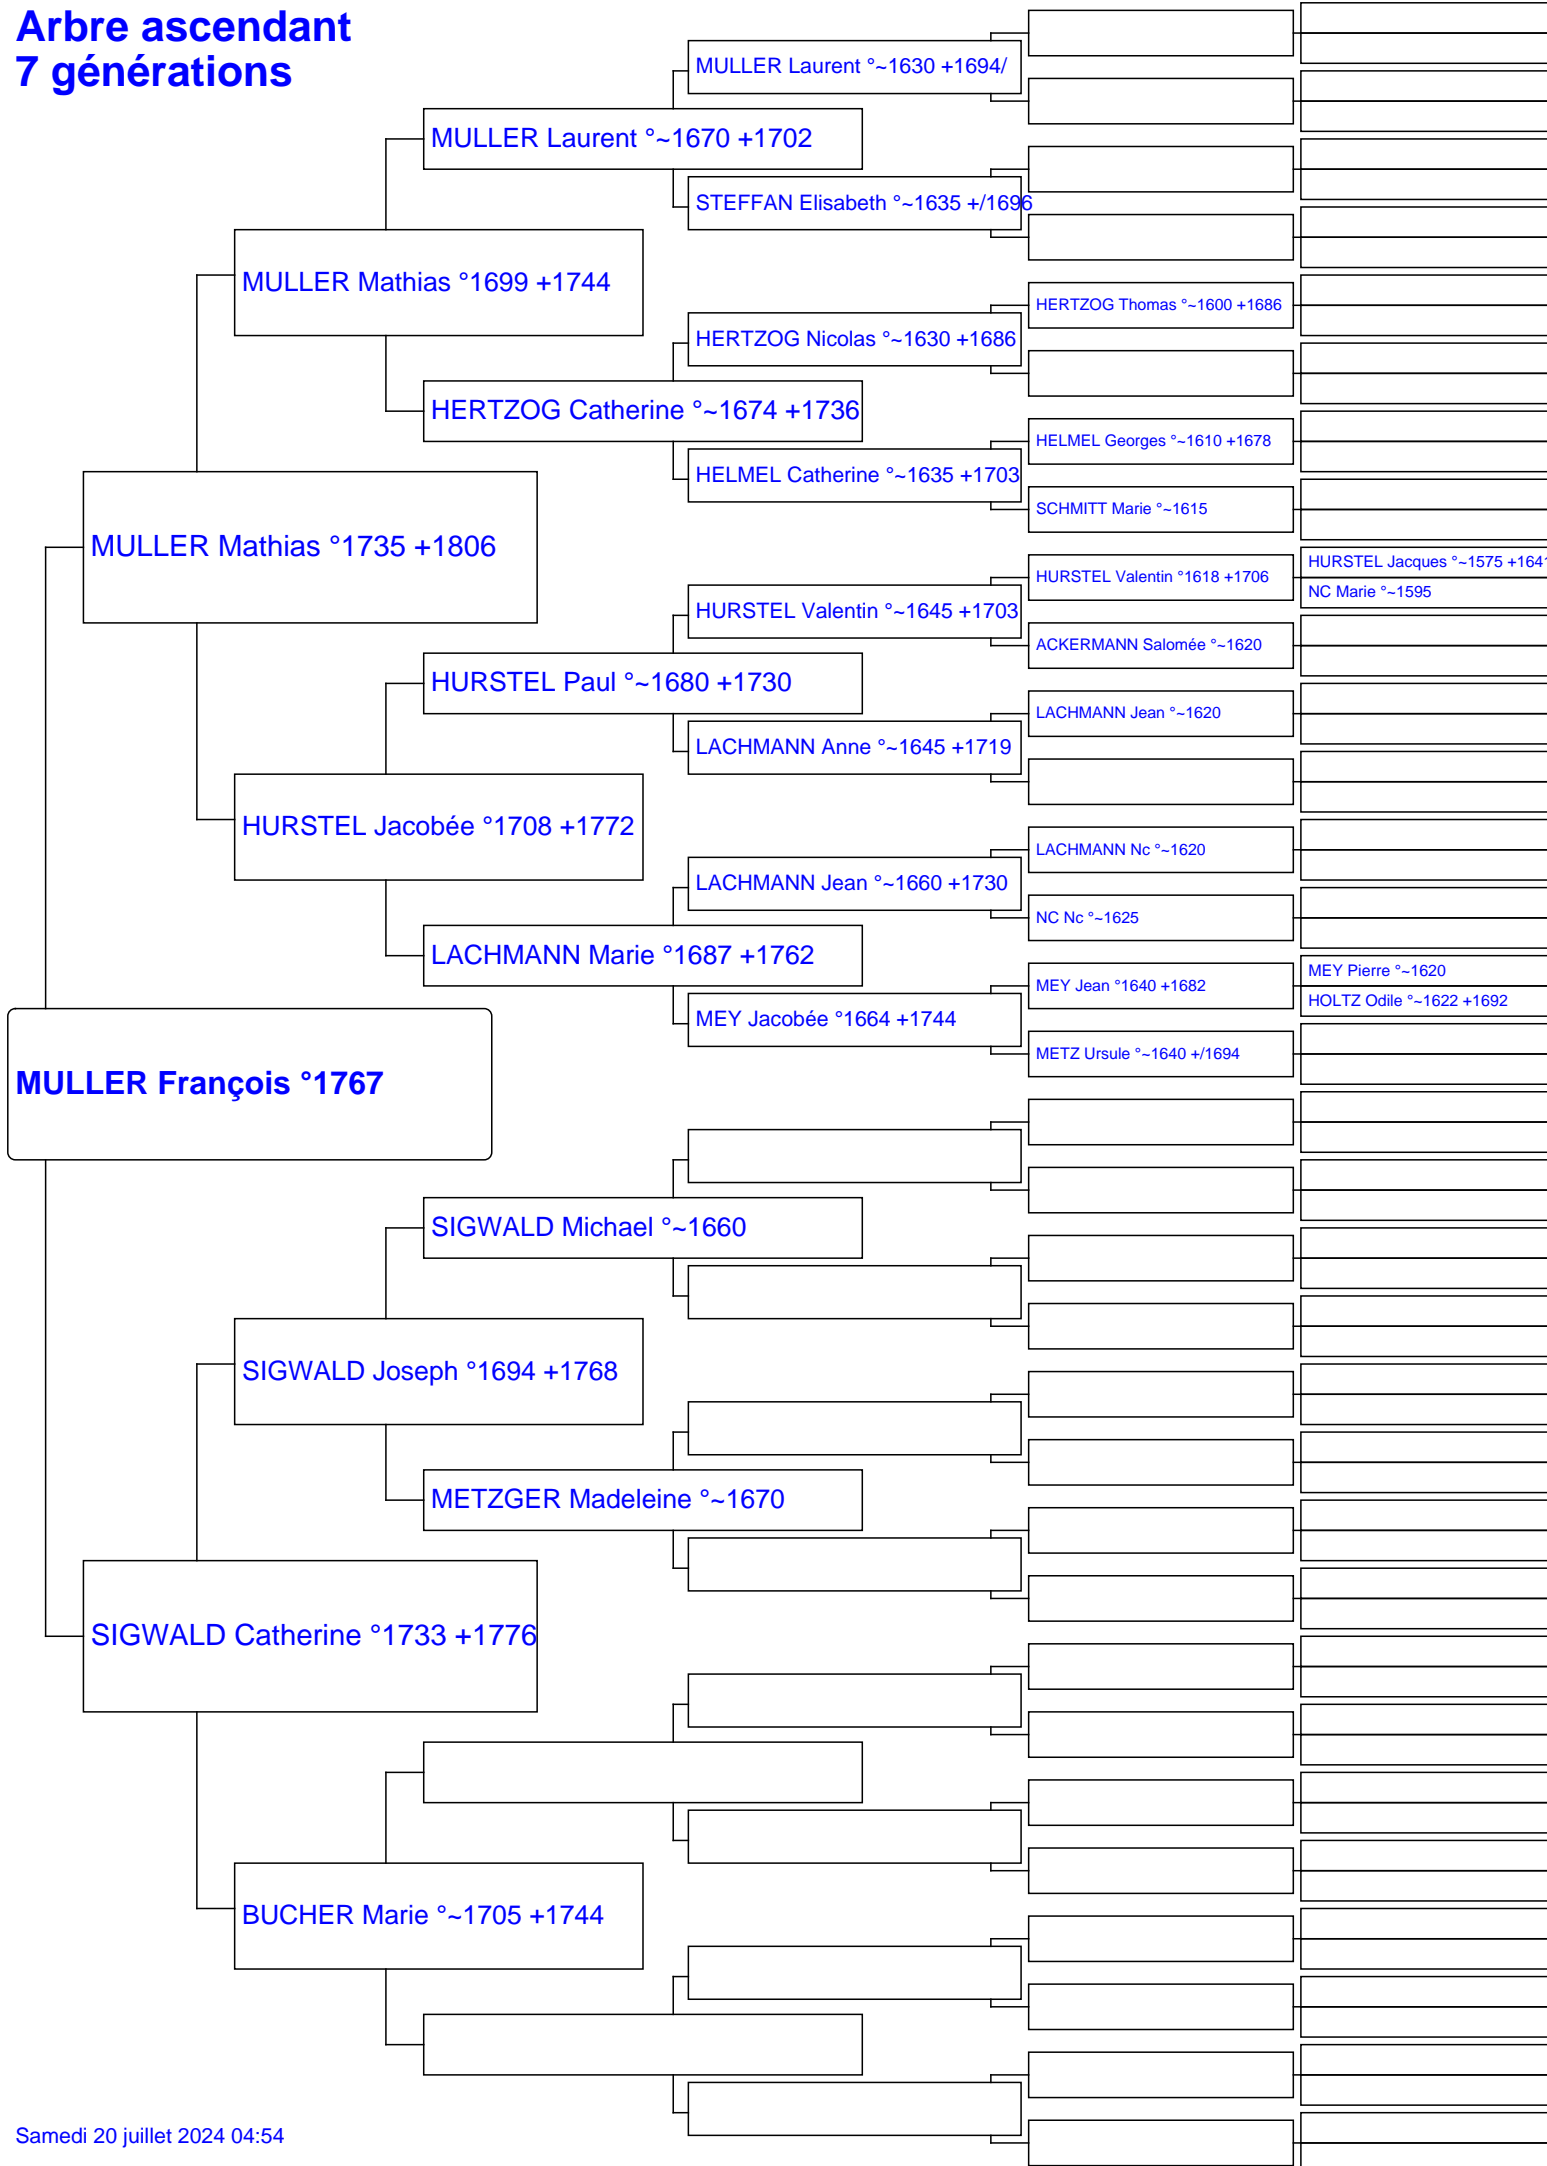 Arbre ascendant
7 générations
MULLER Laurent °~1630 +1694/
MULLER Laurent °~1670 +1702
STEFFAN Elisabeth °~1635 +/1696
MULLER Mathias °1699 +1744
HERTZOG Thomas °~1600 +1686
HERTZOG Nicolas °~1630 +1686
HERTZOG Catherine °~1674 +1736
HELMEL Georges °~1610 +1678
HELMEL Catherine °~1635 +1703
SCHMITT Marie °~1615
MULLER Mathias °1735 +1806
HURSTEL Jacques °~1575 +1641
HURSTEL Valentin °1618 +1706
NC Marie °~1595
HURSTEL Valentin °~1645 +1703
ACKERMANN Salomée °~1620
HURSTEL Paul °~1680 +1730
LACHMANN Jean °~1620
LACHMANN Anne °~1645 +1719
HURSTEL Jacobée °1708 +1772
LACHMANN Nc °~1620
LACHMANN Jean °~1660 +1730
NC Nc °~1625
LACHMANN Marie °1687 +1762
MEY Pierre °~1620
MEY Jean °1640 +1682
HOLTZ Odile °~1622 +1692
MEY Jacobée °1664 +1744
METZ Ursule °~1640 +/1694
MULLER François °1767
SIGWALD Michael °~1660
SIGWALD Joseph °1694 +1768
METZGER Madeleine °~1670
SIGWALD Catherine °1733 +1776
BUCHER Marie °~1705 +1744
Samedi 20 juillet 2024 04:54